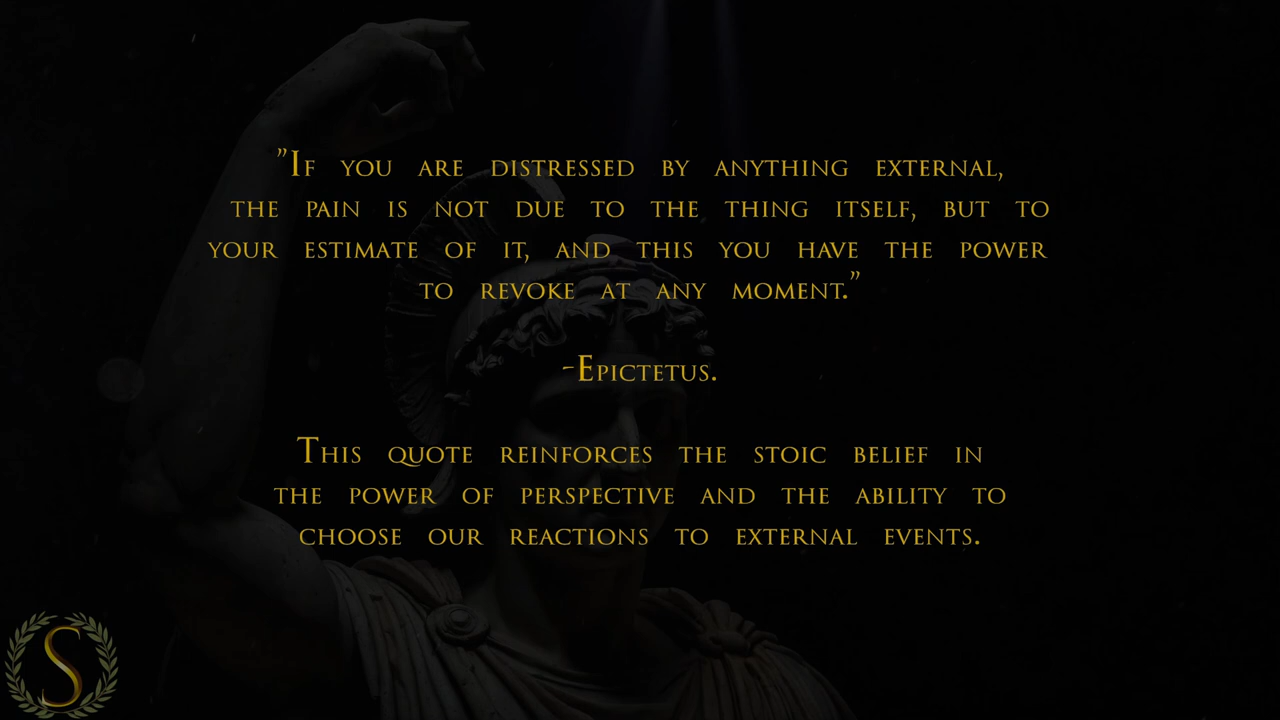 "If you are distressed by anything external,
the pain is not due to the thing itself, but to
your estimate of it, and this you have the power
to revoke at any moment."
-Epictetus.
This quote reinforces the stoic belief in
the power of perspective and the ability to
choose our reactions to external events.
S